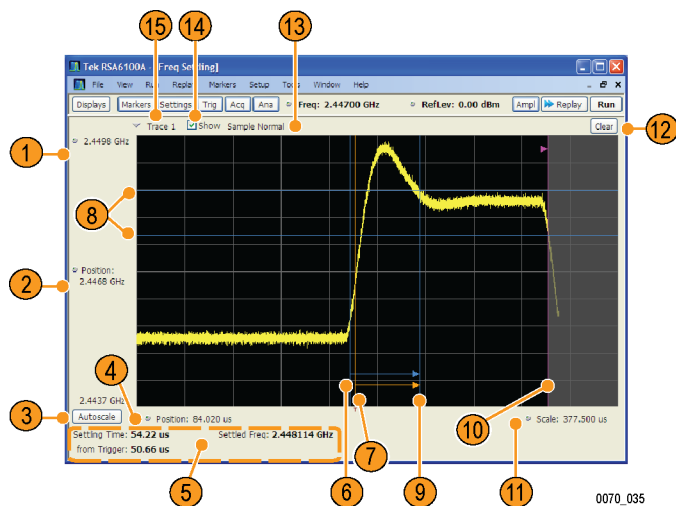 15 14 13
Tek RSA6100A - [Freq Settling]
File View Run Replay Markers Setup Tools Window Help
Displays Markers Settings Trig Acq Ana Freq: 2.44700 GHz RefLev: 0.00 dBm Ampl Replay Run
Trace 1 Show Sample Normal Clear
12
1
2.4498 GHz
8
Position:
2.4468 GHz
2
2.4437 GHz
3
Autoscale
4
Position: 84.020 us
Scale: 377.500 us
Settling Time: 54.22 us Settled Freq: 2.448114 GHz
from Trigger: 50.66 us
5 6 7 9 10 11
0070_035